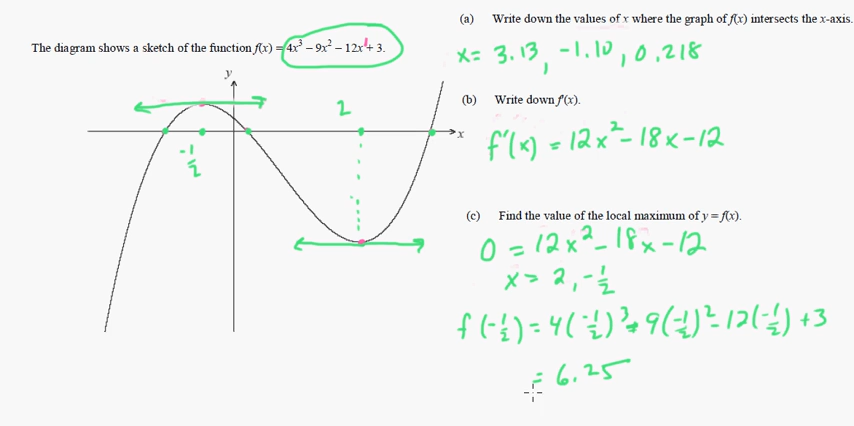 (a) Write down the values of x where the graph of f(x) intersects the x-axis.
The diagram shows a sketch of the function f(x) = 4x³ – 9x² – 12x + 3.
x = 3.13, -1.10, 0.218
y
(b) Write down f'(x).
2
x
f'(x) = 12x² - 18x - 12
-1/2
(c) Find the value of the local maximum of y = f(x).
0 = 12x² - 18x - 12
x = 2, -1/2
f(-1/2) = 4(-1/2)³ - 9(-1/2)² - 12(-1/2) + 3
= 6.25